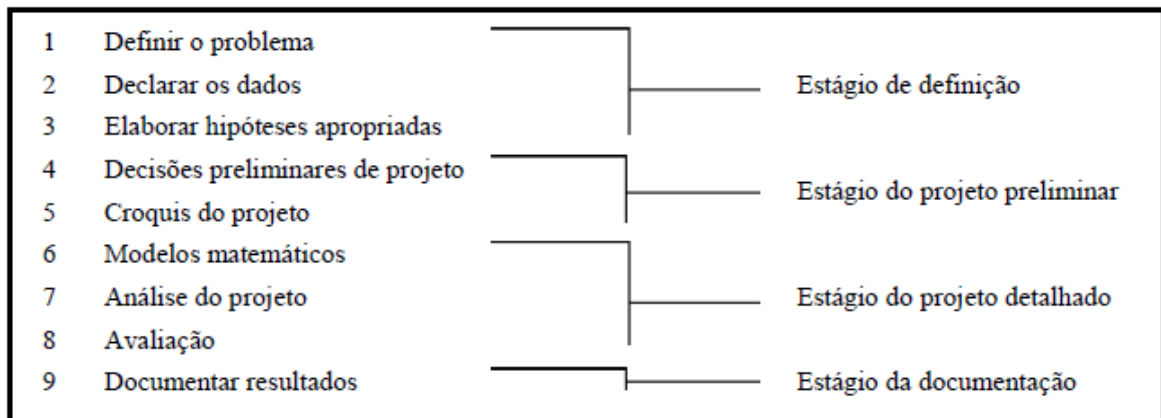 1 Definir o problema
2 Declarar os dados
Estágio de definição
3 Elaborar hipóteses apropriadas
4 Decisões preliminares de projeto
Estágio do projeto preliminar
5 Croquis do projeto
6 Modelos matemáticos
7 Análise do projeto
Estágio do projeto detalhado
8 Avaliação
9 Documentar resultados
Estágio da documentação